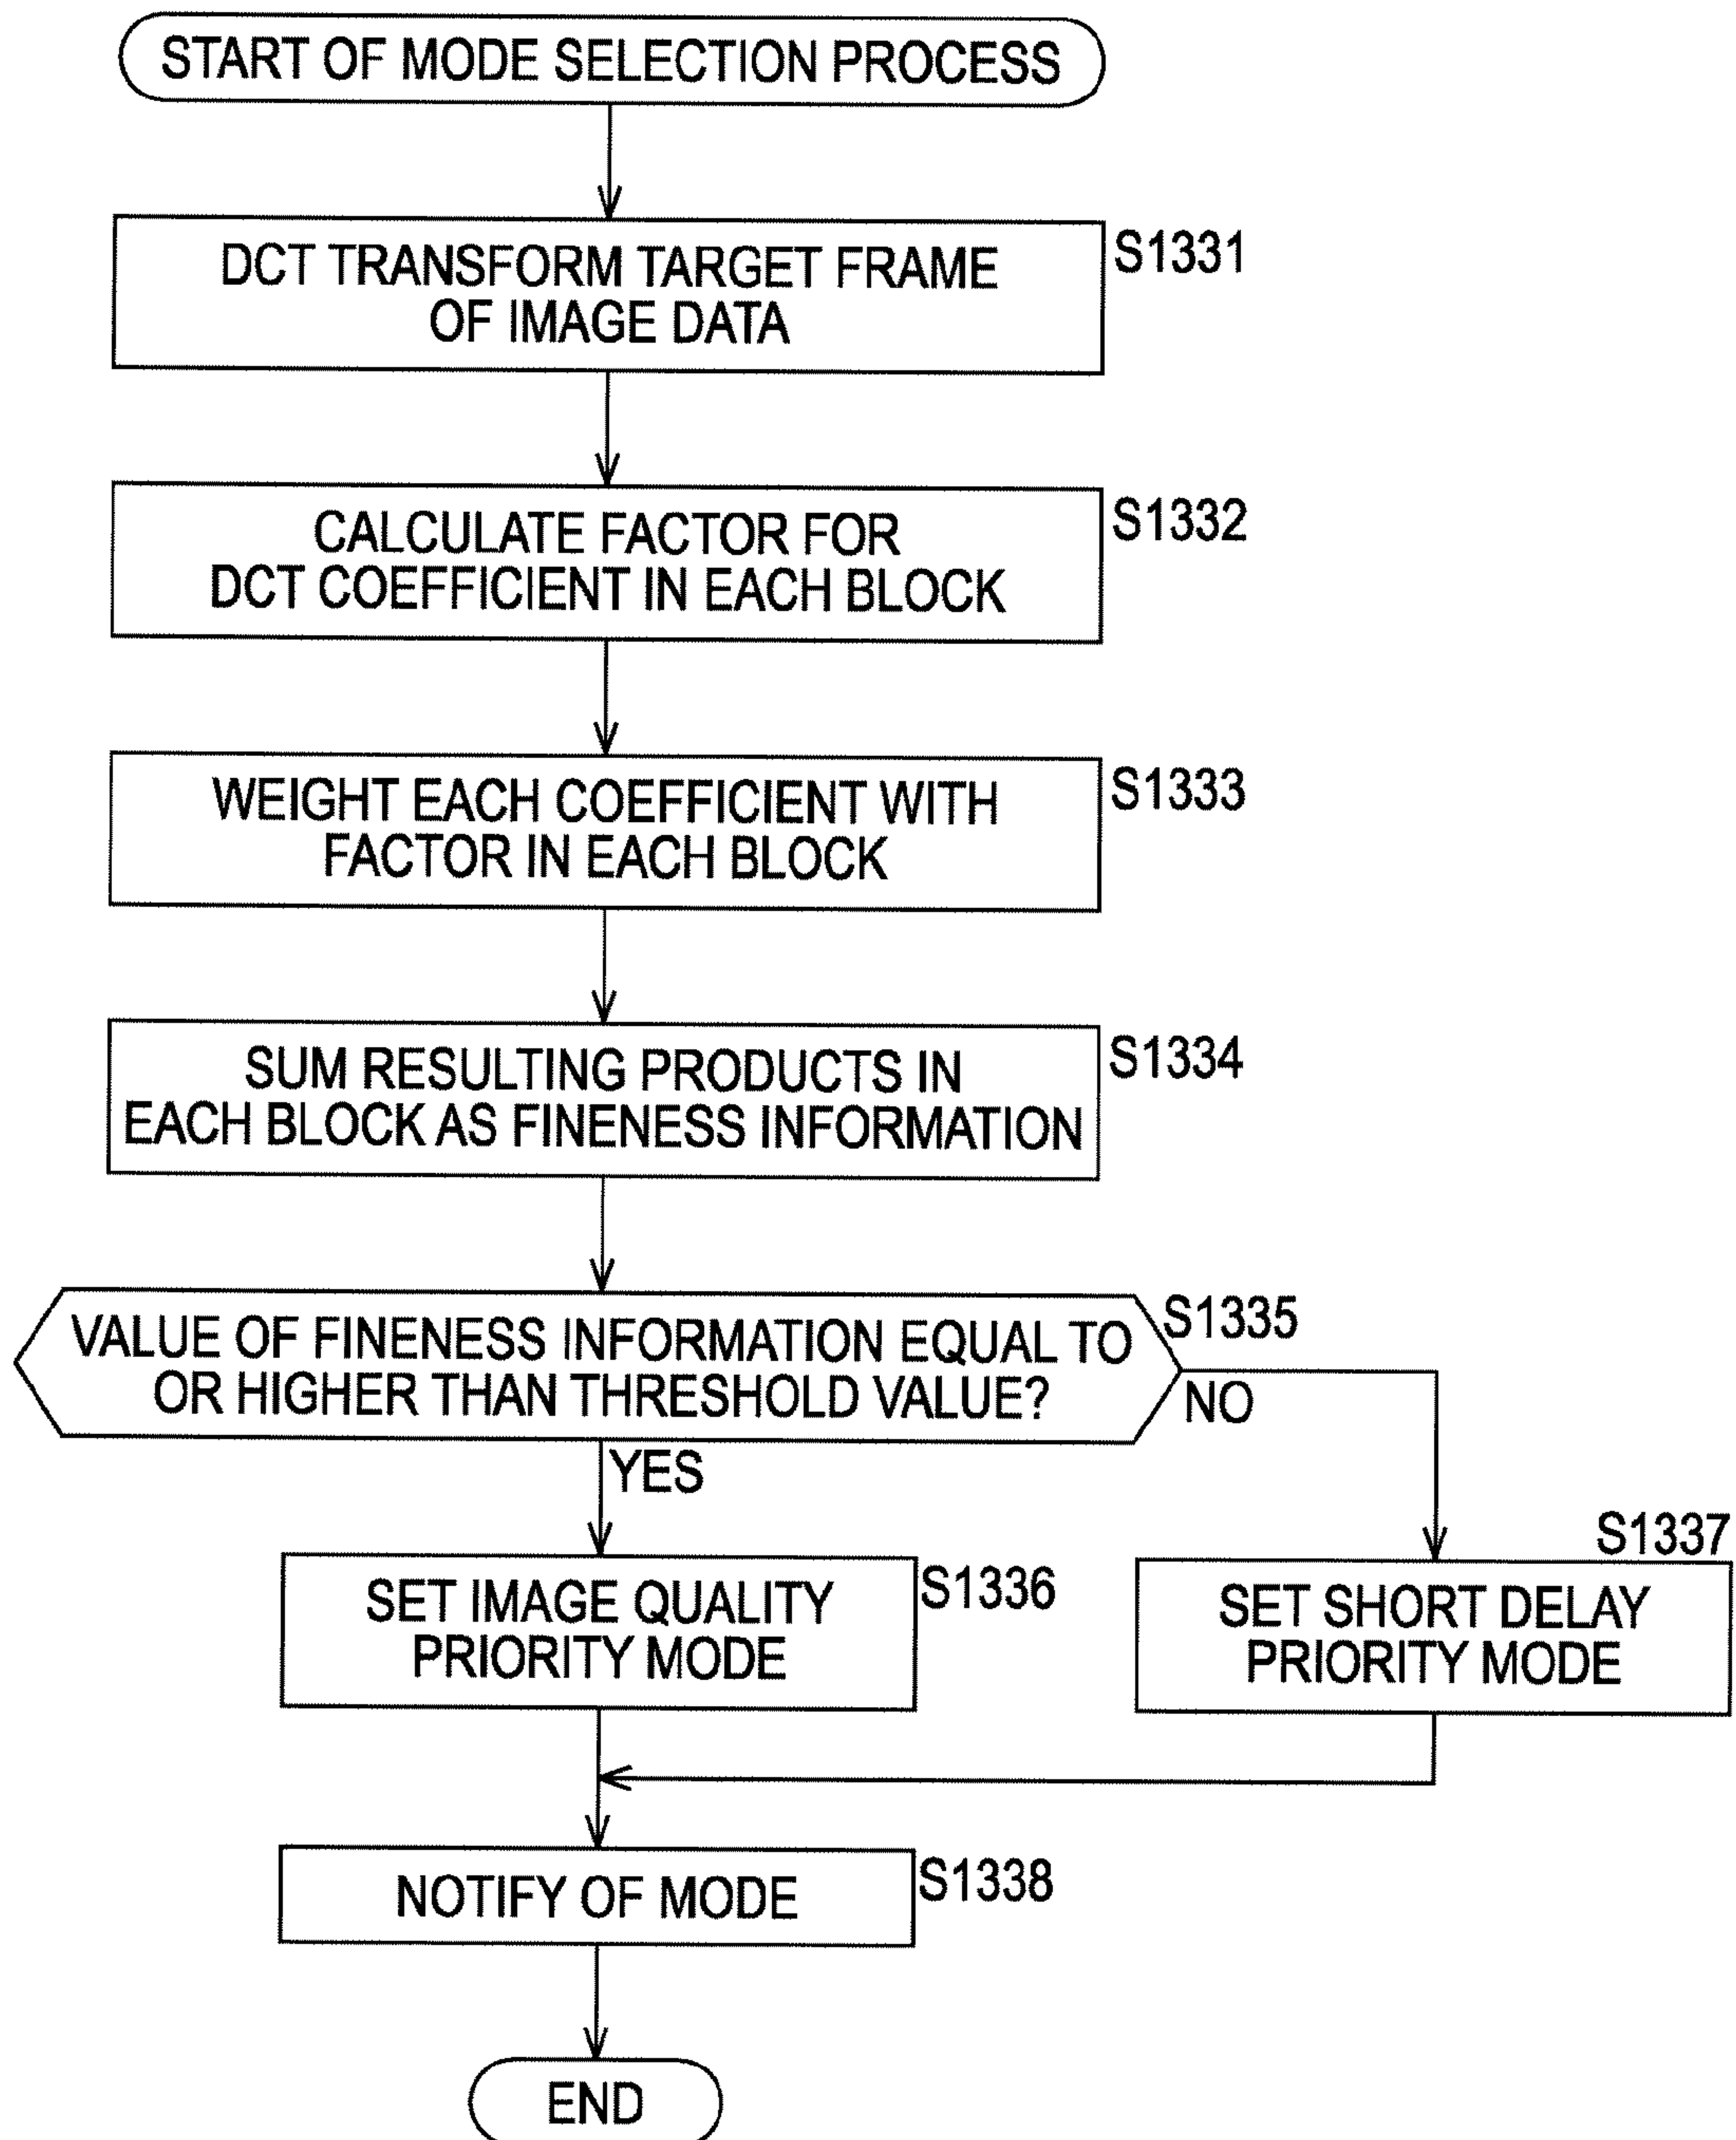 START OF MODE SELECTION PROCESS
DCT TRANSFORM TARGET FRAME
OF IMAGE DATA
S1331
CALCULATE FACTOR FOR
DCT COEFFICIENT IN EACH BLOCK
S1332
WEIGHT EACH COEFFICIENT WITH
FACTOR IN EACH BLOCK
S1333
SUM RESULTING PRODUCTS IN
EACH BLOCK AS FINENESS INFORMATION
S1334
VALUE OF FINENESS INFORMATION EQUAL TO
OR HIGHER THAN THRESHOLD VALUE?
S1335
NO
YES
SET IMAGE QUALITY
PRIORITY MODE
S1336
S1337
SET SHORT DELAY
PRIORITY MODE
NOTIFY OF MODE
S1338
END